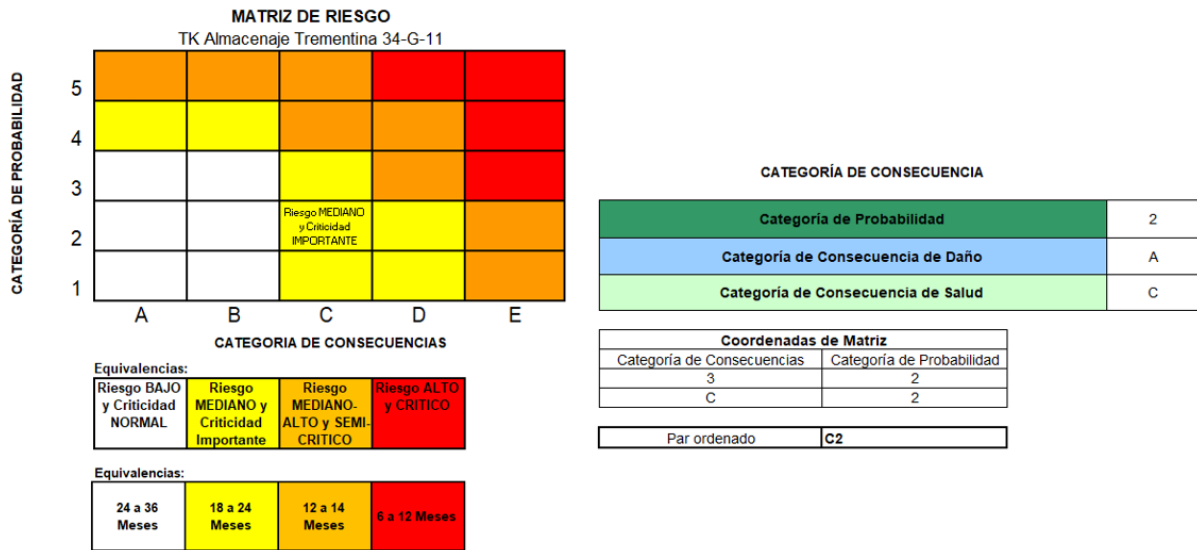 MATRIZ DE RIESGO
TK Almacenaje Trementina 34-G-11
CATEGORÍA DE PROBABILIDAD
5
4
3
2
1
Riesgo MEDIANO
y Criticidad
IMPORTANTE
A B C D E
CATEGORIA DE CONSECUENCIAS
Equivalencias:
Riesgo BAJO
y Criticidad
NORMAL
Riesgo
MEDIANO y
Criticidad
Importante
Riesgo
MEDIANO-
ALTO y SEMI-
CRITICO
Riesgo ALTO
y CRITICO
Equivalencias:
24 a 36
Meses
18 a 24
Meses
12 a 14
Meses
6 a 12 Meses
CATEGORÍA DE CONSECUENCIA
Categoría de Probabilidad 2
Categoría de Consecuencia de Daño A
Categoría de Consecuencia de Salud C
Coordenadas de Matriz
Categoría de Consecuencias Categoría de Probabilidad
3 2
C 2
Par ordenado C2